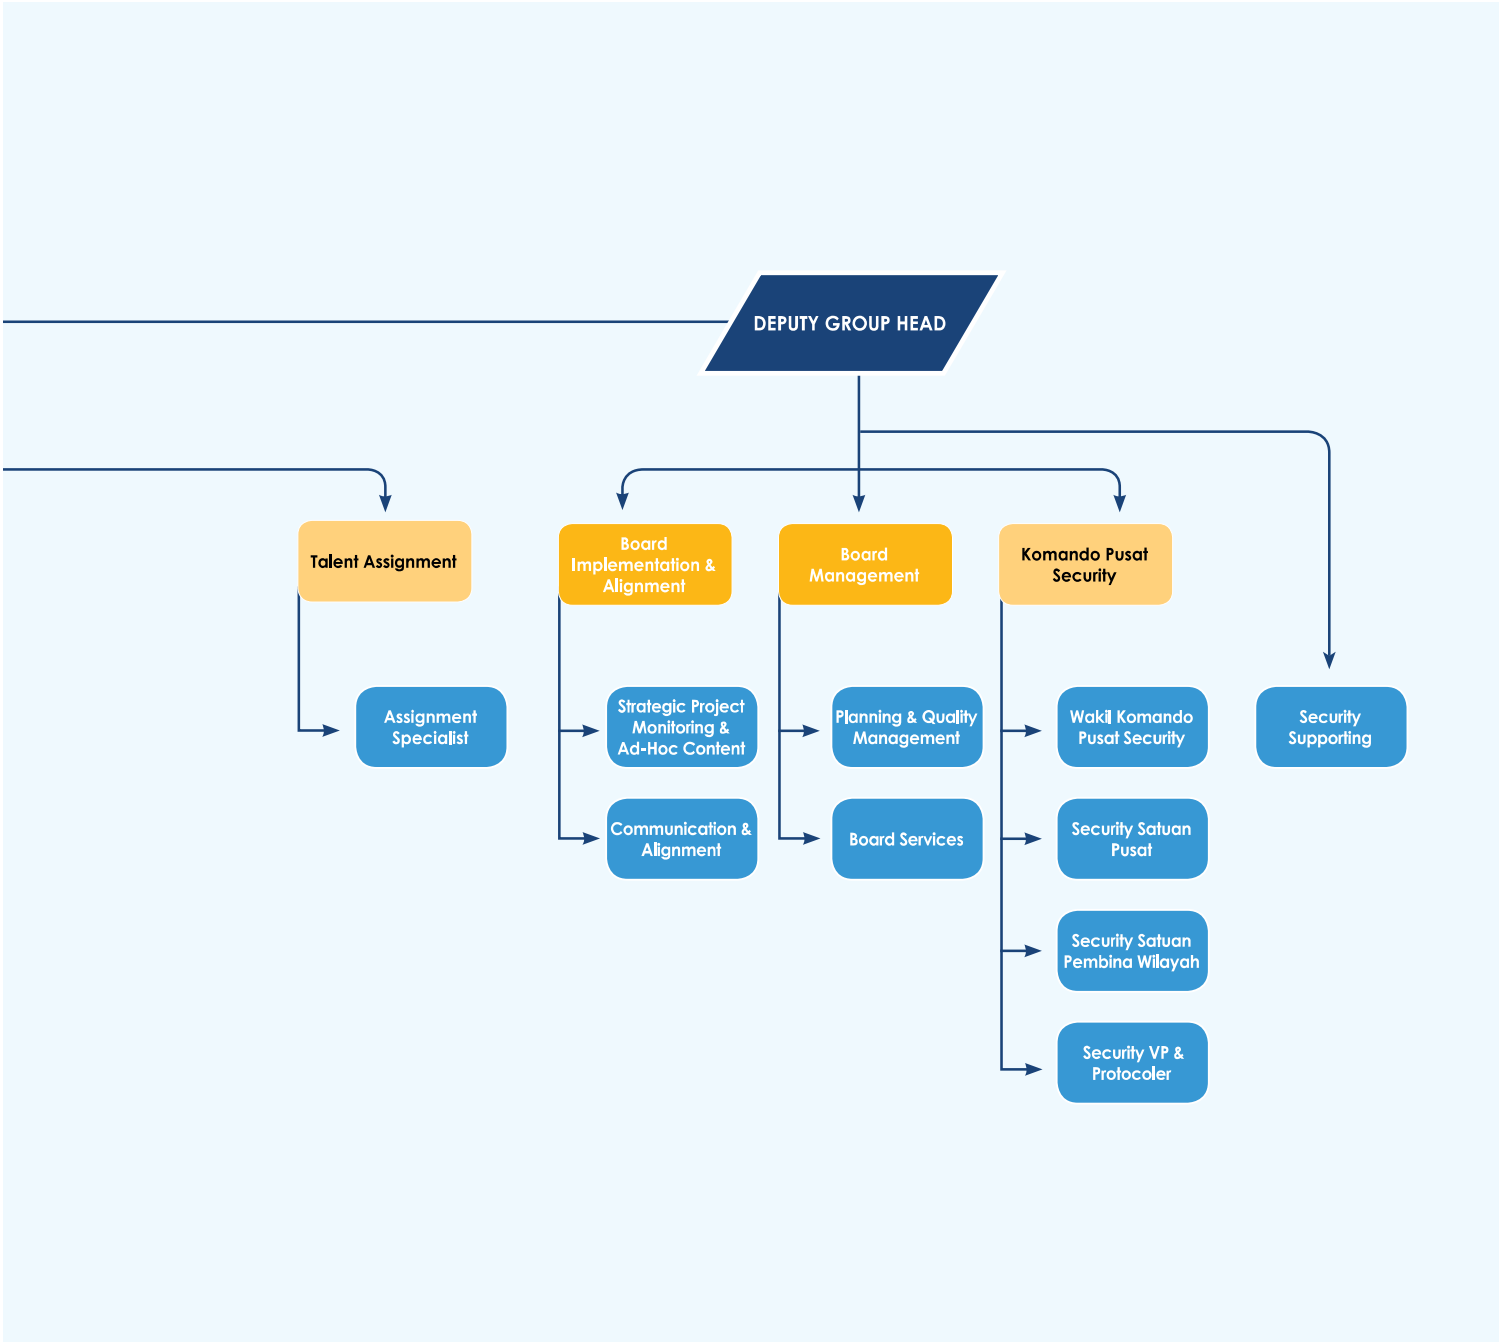 DEPUTY GROUP HEAD
Talent Assignment
Assignment
Specialist
Board
Implementation &
Alignment
Strategic Project
Monitoring &
Ad-Hoc Content
Communication &
Alignment
Board
Management
Planning & Quality
Management
Board Services
Komando Pusat
Security
Wakil Komando
Pusat Security
Security Satuan
Pusat
Security Satuan
Pembina Wilayah
Security VP &
Protocoler
Security
Supporting